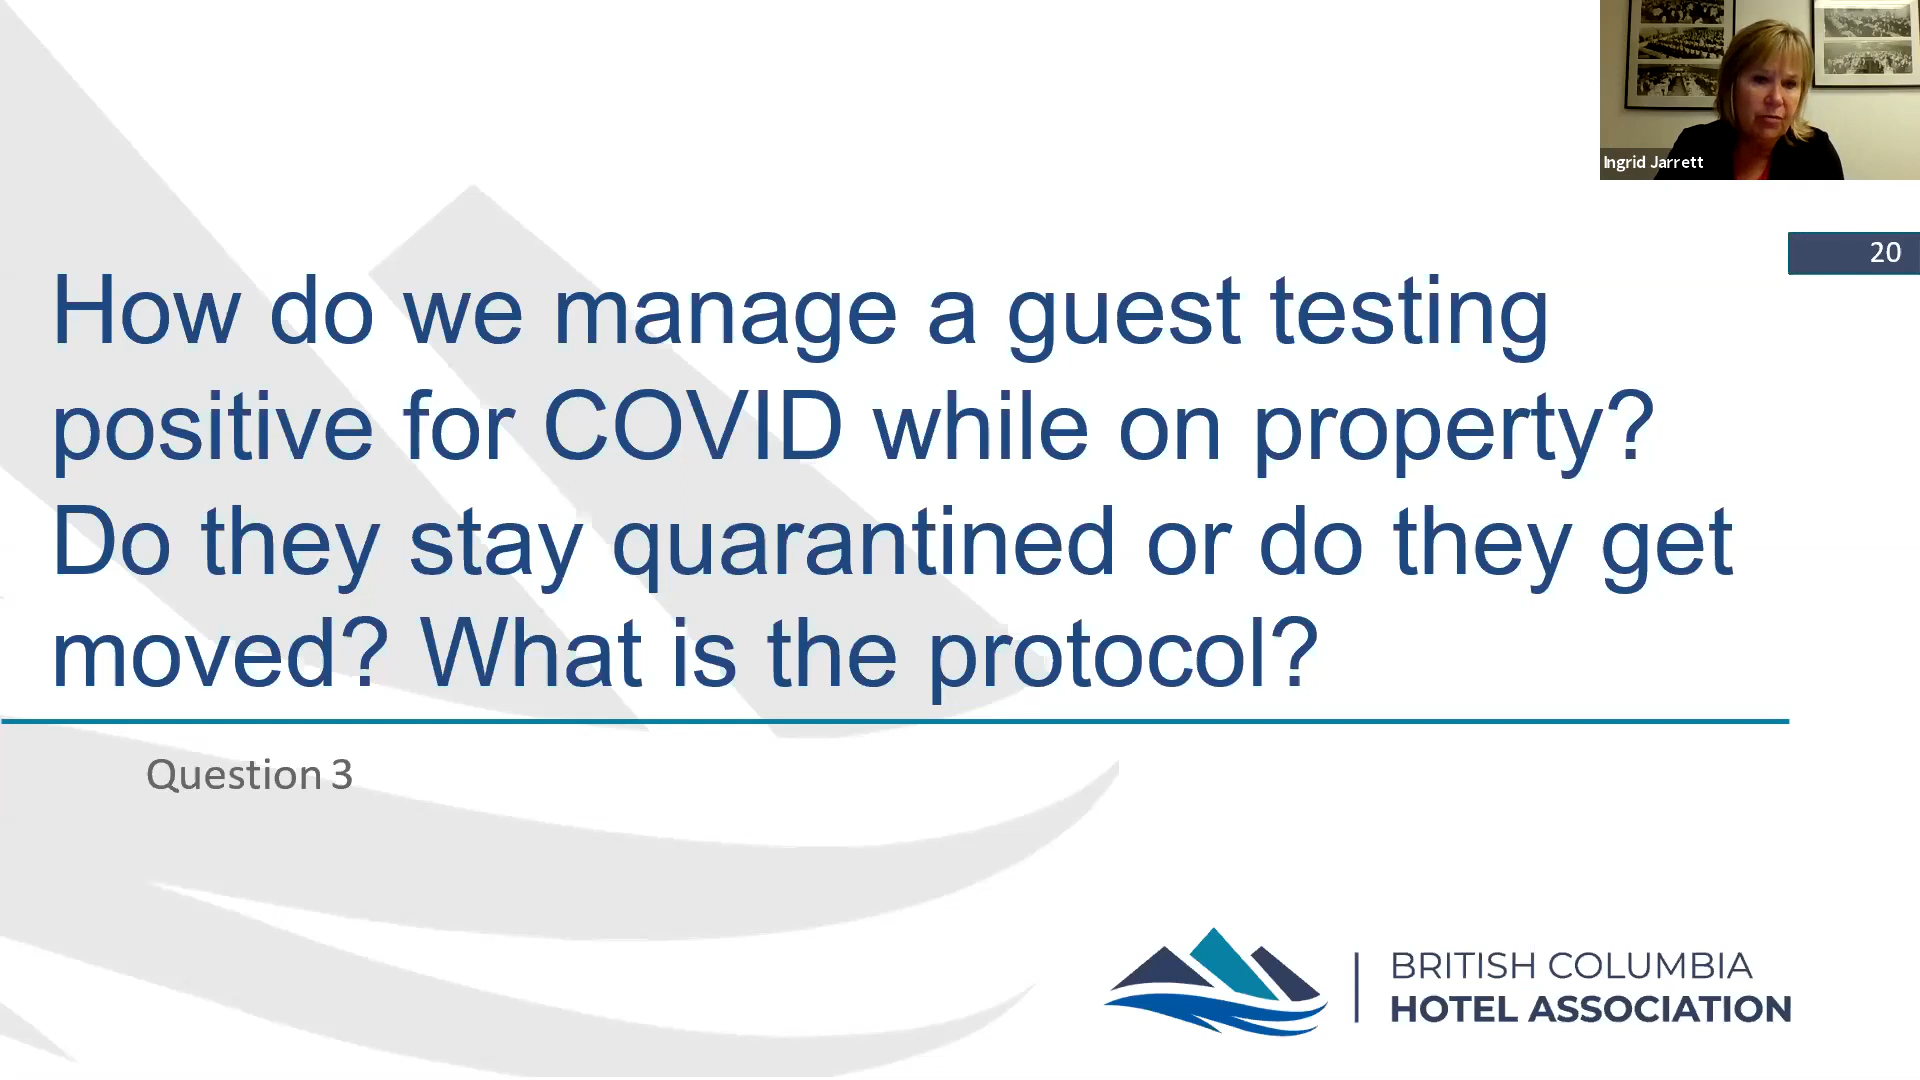 Ingrid Jarrett
20
How do we manage a guest testing
positive for COVID while on property?
Do they stay quarantined or do they get
moved? What is the protocol?
Question 3
BRITISH COLUMBIA
HOTEL ASSOCIATION